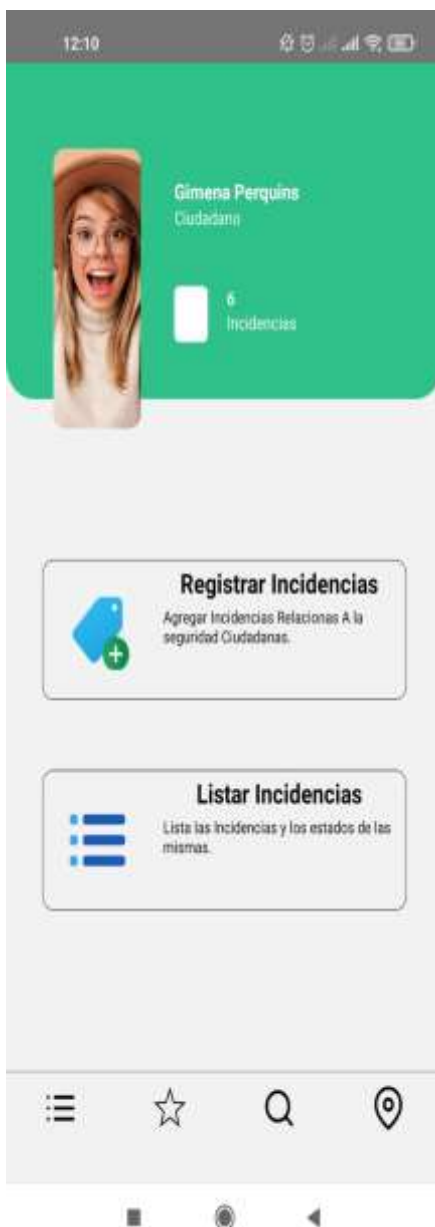 12:10
Gimena Perquins
Ciudadano
6
Incidencias
Registrar Incidencias
Agregar Incidencias Relacionas A la
seguridad Ciudadanas.
Listar Incidencias
Lista las Incidencias y los estados de las
mismas.